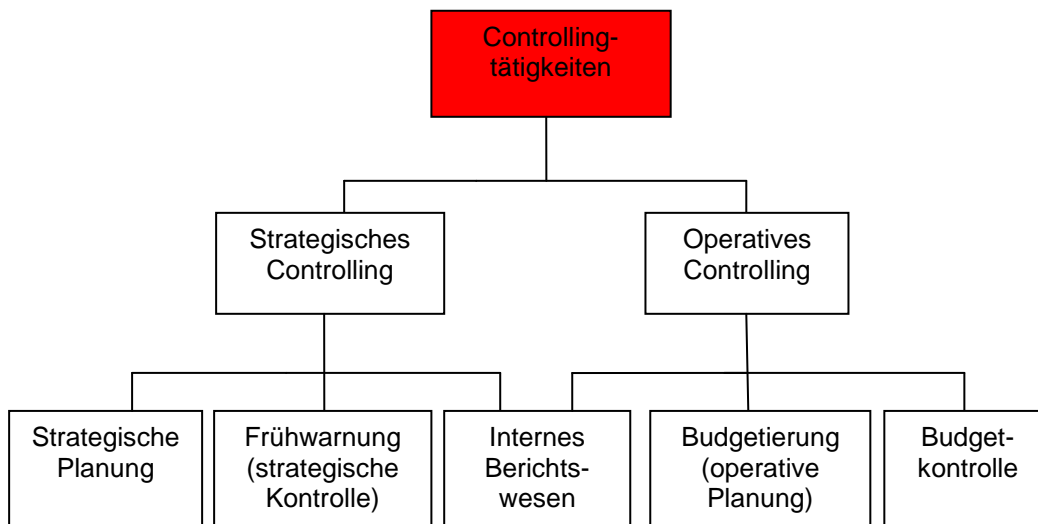 Controlling-
tätigkeiten
Strategisches
Controlling
Operatives
Controlling
Strategische
Planung
Frühwarnung
(strategische
Kontrolle)
Internes
Berichts-
wesen
Budgetierung
(operative
Planung)
Budget-
kontrolle